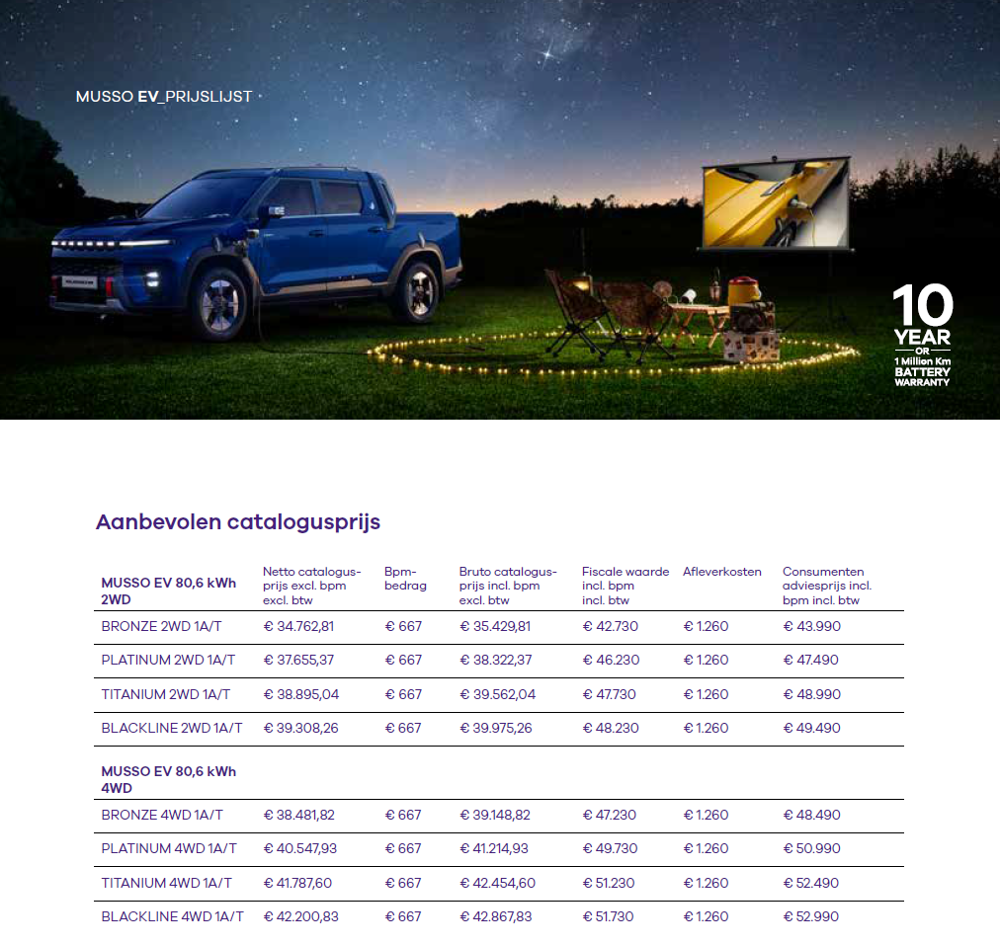 MUSSO EV_PRIJSLIJST
10
YEAR
OR
1 Million Km
BATTERY
WARRANTY
Aanbevolen catalogusprijs
MUSSO EV 80,6 kWh
2WD
Netto catalogus-
prijs excl. bpm
excl. btw
Bpm-
bedrag
Bruto catalogus-
prijs incl. bpm
excl. btw
Fiscale waarde
incl. bpm
incl. btw
Afleverkosten
Consumenten
adviesprijs incl.
bpm incl. btw
BRONZE 2WD 1A/T € 34.762,81 € 667 € 35.429,81 € 42.730 € 1.260 € 43.990
PLATINUM 2WD 1A/T € 37.655,37 € 667 € 38.322,37 € 46.230 € 1.260 € 47.490
TITANIUM 2WD 1A/T € 38.895,04 € 667 € 39.562,04 € 47.730 € 1.260 € 48.990
BLACKLINE 2WD 1A/T € 39.308,26 € 667 € 39.975,26 € 48.230 € 1.260 € 49.490
MUSSO EV 80,6 kWh
4WD
BRONZE 4WD 1A/T € 38.481,82 € 667 € 39.148,82 € 47.230 € 1.260 € 48.490
PLATINUM 4WD 1A/T € 40.547,93 € 667 € 41.214,93 € 49.730 € 1.260 € 50.990
TITANIUM 4WD 1A/T € 41.787,60 € 667 € 42.454,60 € 51.230 € 1.260 € 52.490
BLACKLINE 4WD 1A/T € 42.200,83 € 667 € 42.867,83 € 51.730 € 1.260 € 52.990